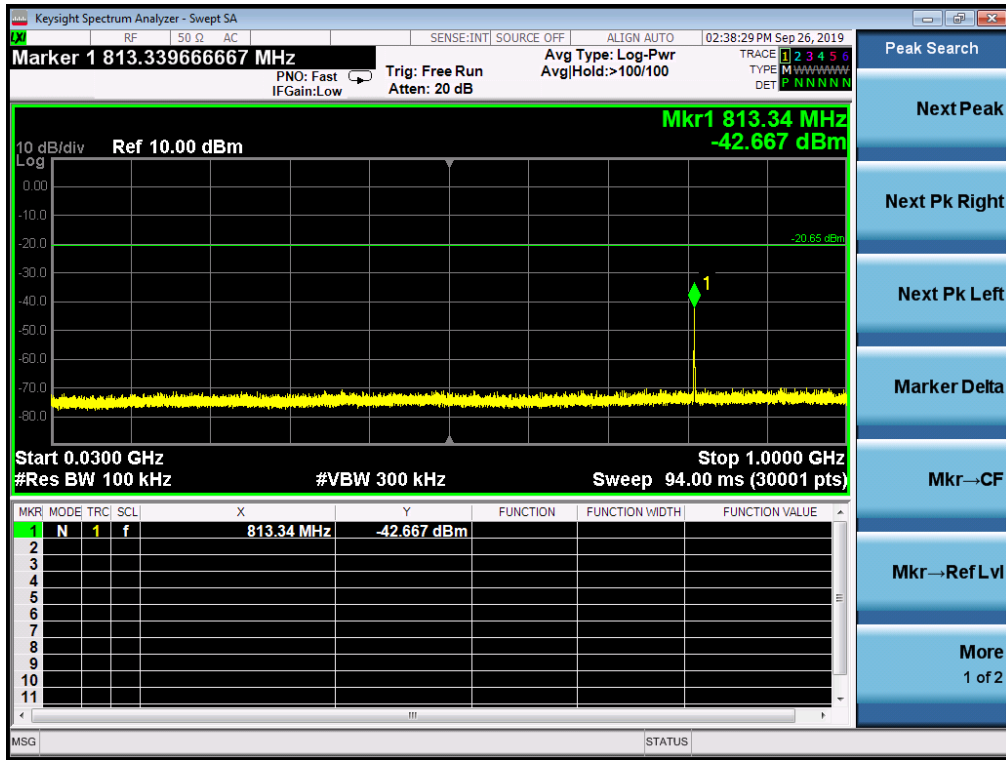 Keysight Spectrum Analyzer - Swept SA
LXI RF 50 Ω AC SENSE:INT SOURCE OFF ALIGN AUTO 02:38:29 PM Sep 26, 2019
Marker 1 813.339666667 MHz
PNO: Fast
IFGain:Low
Trig: Free Run
Atten: 20 dB
Avg Type: Log-Pwr
Avg|Hold:>100/100
TRACE 1 2 3 4 5 6
TYPE M WWWWW
DET P N N N N N
Mkr1 813.34 MHz
-42.667 dBm
10 dB/div Ref 10.00 dBm
Log
0.00
-10.0
-20.0
-20.65 dBm
-30.0
1
-40.0
-50.0
-60.0
-70.0
-80.0
Start 0.0300 GHz Stop 1.0000 GHz
#Res BW 100 kHz #VBW 300 kHz Sweep 94.00 ms (30001 pts)
MKR MODE TRC SCL X Y FUNCTION FUNCTION WIDTH FUNCTION VALUE
1 N 1 f 813.34 MHz -42.667 dBm
2
3
4
5
6
7
8
9
10
11
MSG STATUS
Peak Search
Next Peak
Next Pk Right
Next Pk Left
Marker Delta
Mkr→CF
Mkr→Ref Lvl
More
1 of 2